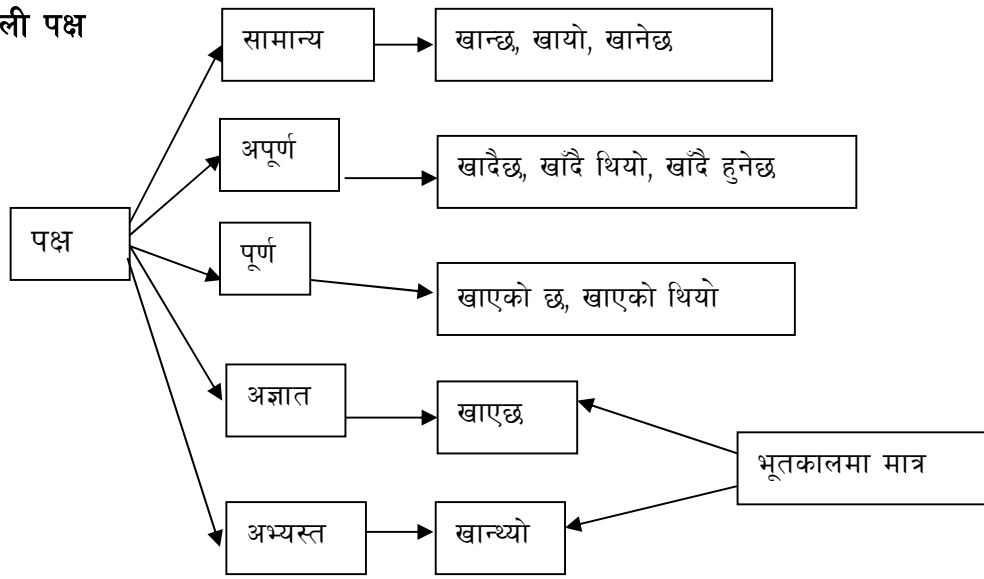 ली पक्ष
सामान्य
खान्छ, खायो, खानेछ
अपूर्ण
खादैछ, खाँदै थियो, खाँदै हुनेछ
पक्ष
पूर्ण
खाएको छ, खाएको थियो
अज्ञात
खाएछ
भूतकालमा मात्र
अभ्यस्त
खान्थ्यो